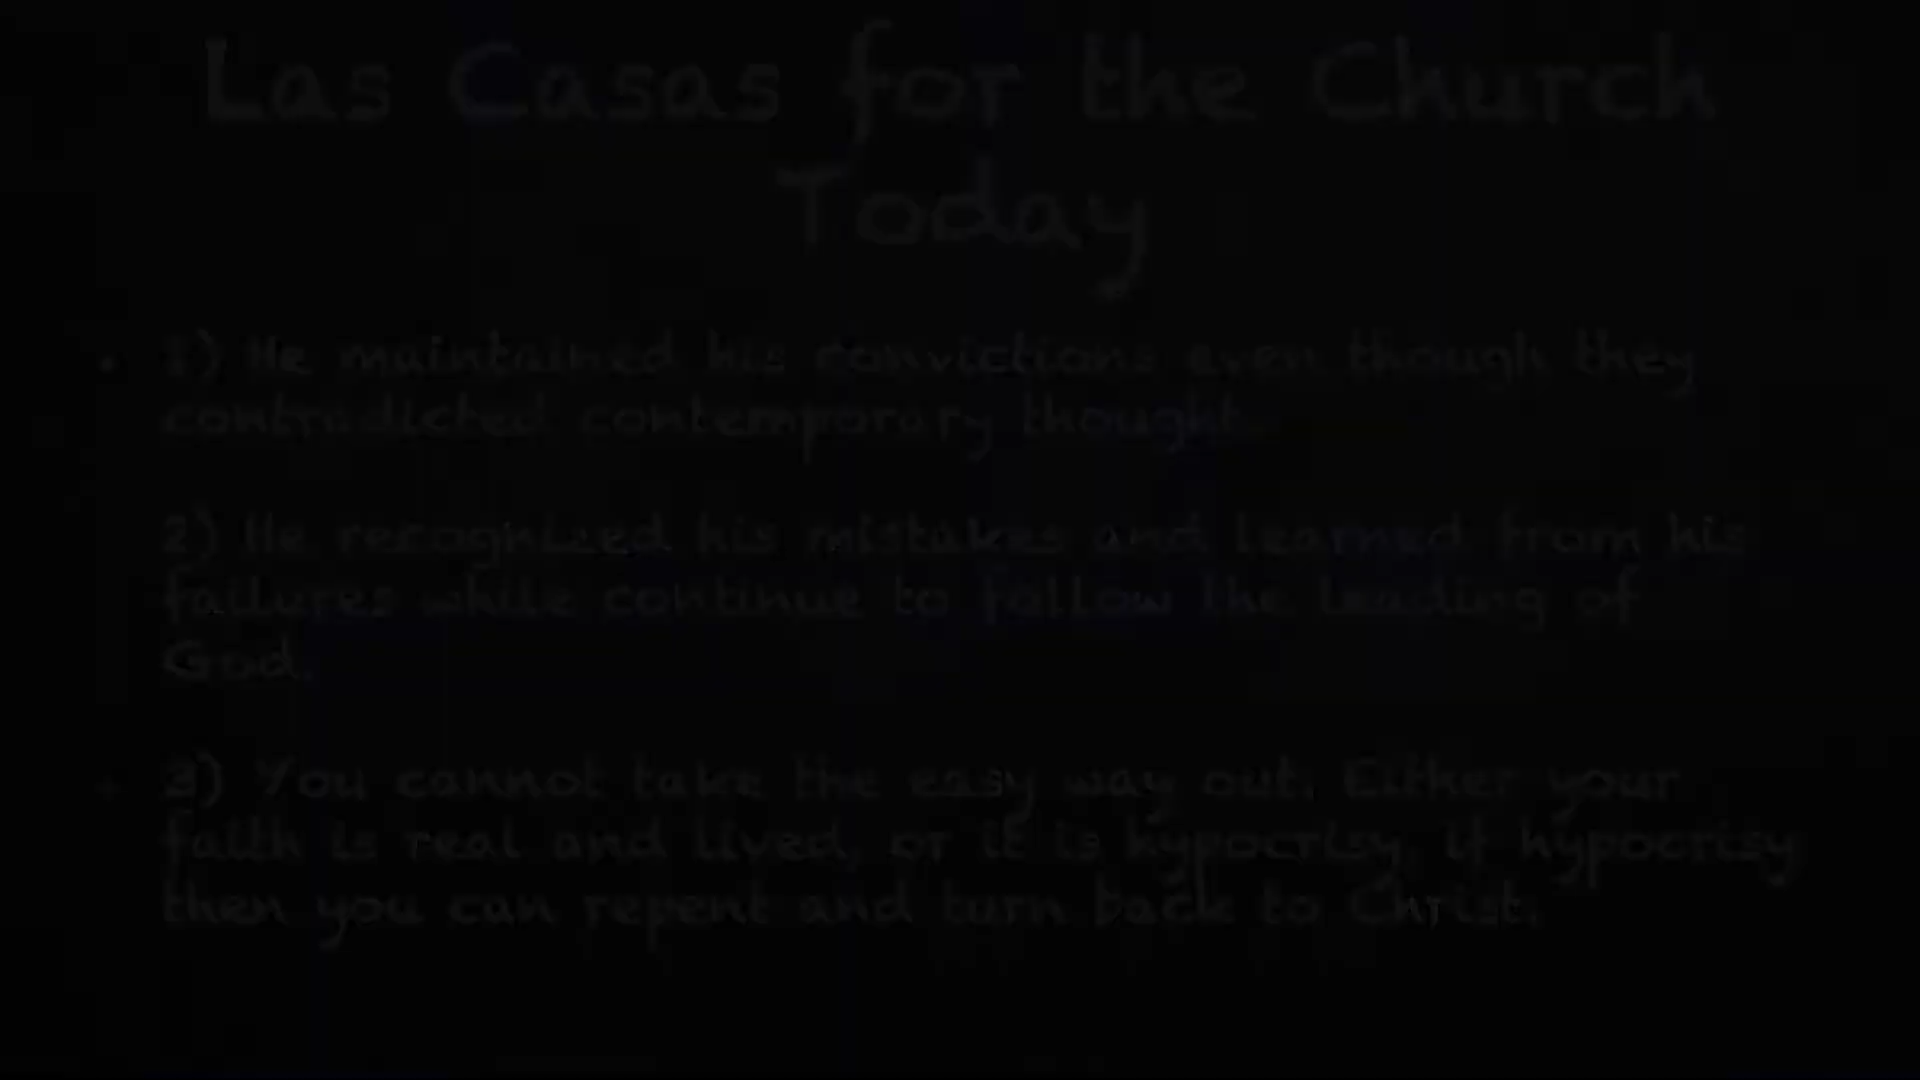 Las Casas for the Church
Today
• 1) He maintained his convictions even though they
contradicted contemporary thought.
2) He recognized his mistakes and learned from his
failures while continue to follow the leading of
God.
• 3) You cannot take the easy way out. Either your
faith is real and lived, or it is hypocrisy, if hypocrisy
then you can repent and turn back to Christ.